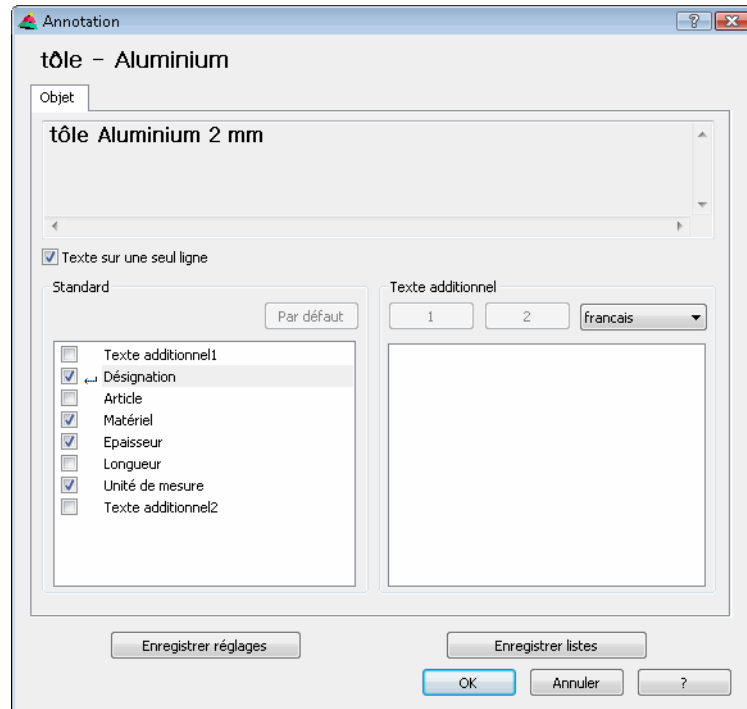 Annotation
tôle - Aluminium
Objet
tôle Aluminium 2 mm
Texte sur une seul ligne
Standard
Par défaut
Texte additionnel1
Désignation
Article
Matériel
Epaisseur
Longueur
Unité de mesure
Texte additionnel2
Texte additionnel
1 2 francais
Enregistrer réglages Enregistrer listes
OK Annuler ?